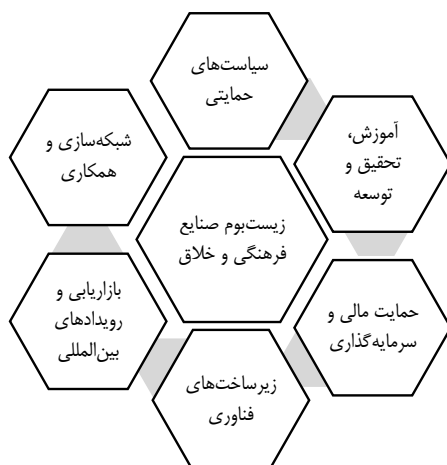 سیاست‌های
حمایتی
آموزش،
تحقیق و
توسعه
حمایت مالی و
سرمایه‌گذاری
زیرساخت‌های
فناوری
بازاریابی و
رویدادهای
بین‌المللی
شبکه‌سازی و
همکاری
زیست‌بوم صنایع
فرهنگی و خلاق